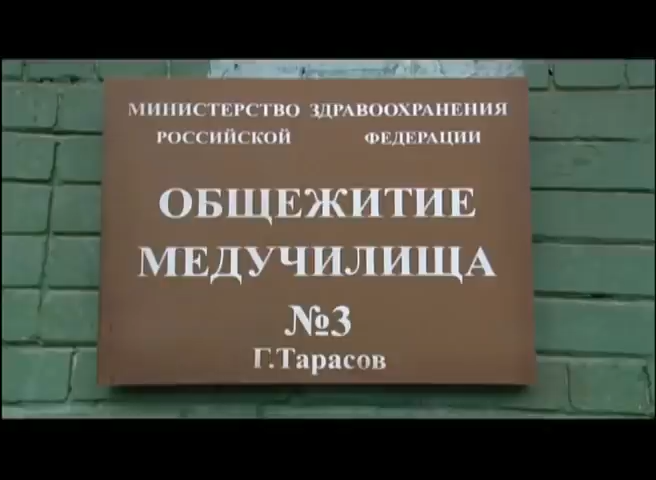 МИНИСТЕРСТВО ЗДРАВООХРАНЕНИЯ
РОССИЙСКОЙ ФЕДЕРАЦИИ
ОБЩЕЖИТИЕ
МЕДУЧИЛИЩА
№3
Г.Тарасов